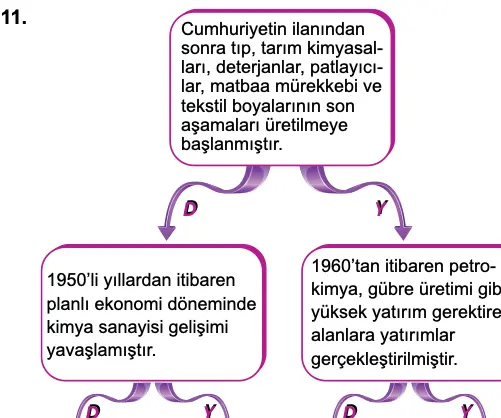 11.
Cumhuriyetin ilanından
sonra tıp, tarım kimyasal-
ları, deterjanlar, patlayıcı-
lar, matbaa mürekkebi ve
tekstil boyalarının son
aşamaları üretilmeye
başlanmıştır.
D Y
1950’li yıllardan itibaren
planlı ekonomi döneminde
kimya sanayisi gelişimi
yavaşlamıştır.
1960’tan itibaren petro-
kimya, gübre üretimi gib
yüksek yatırım gerektire
alanlara yatırımlar
gerçekleştirilmiştir.
D Y D Y